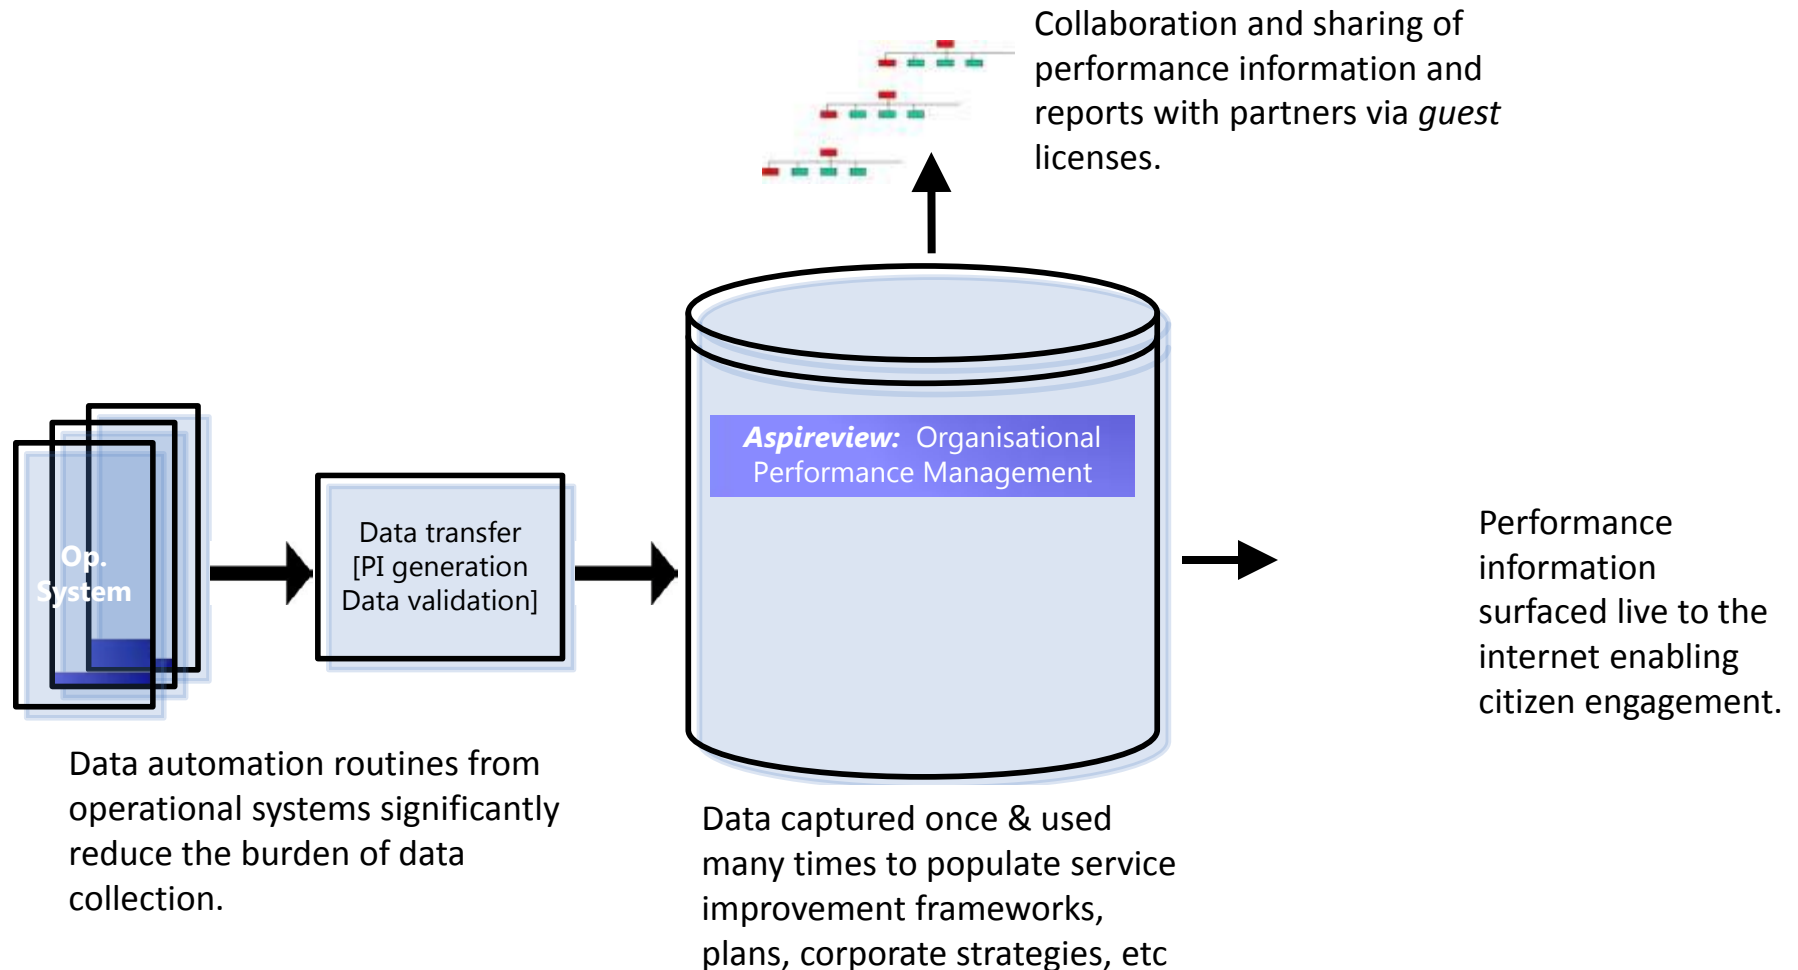 Collaboration and sharing of
performance information and
reports with partners via guest
licenses.
Aspireview: Organisational
Performance Management
Op.
System
Data transfer
[PI generation
Data validation]
Performance
information
surfaced live to the
internet enabling
citizen engagement.
Data automation routines from
operational systems significantly
reduce the burden of data
collection.
Data captured once & used
many times to populate service
improvement frameworks,
plans, corporate strategies, etc